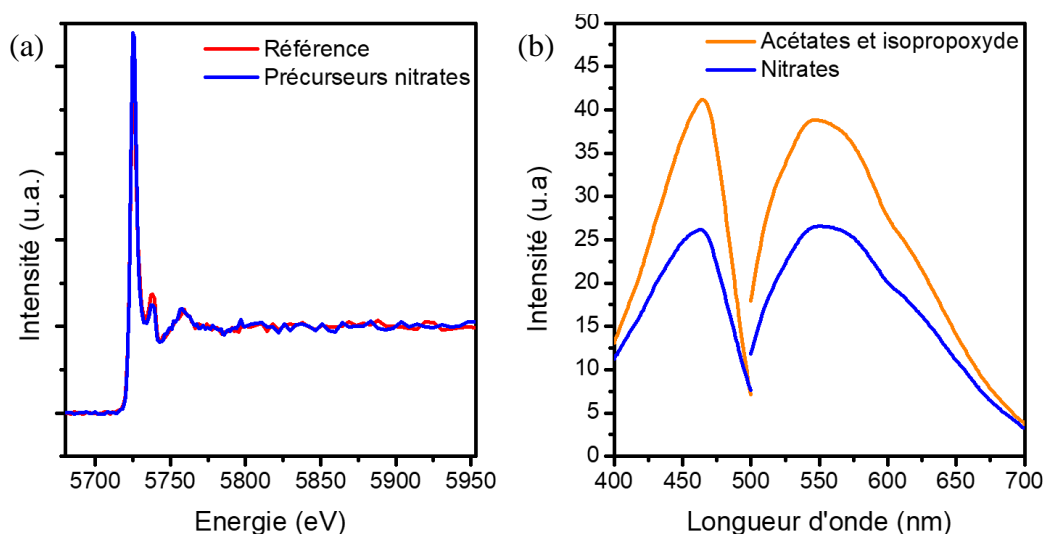 (a)
Référence
Précurseurs nitrates
Intensité (u.a.)
5700 5750 5800 5850 5900 5950
Energie (eV)
(b)
Acétates et isopropoxyde
Nitrates
Intensité (u.a)
50
45
40
35
30
25
20
15
10
5
0
400 450 500 550 600 650 700
Longueur d'onde (nm)